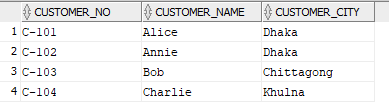 CUSTOMER_NO CUSTOMER_NAME CUSTOMER_CITY
1 C-101 Alice Dhaka
2 C-102 Annie Dhaka
3 C-103 Bob Chittagong
4 C-104 Charlie Khulna